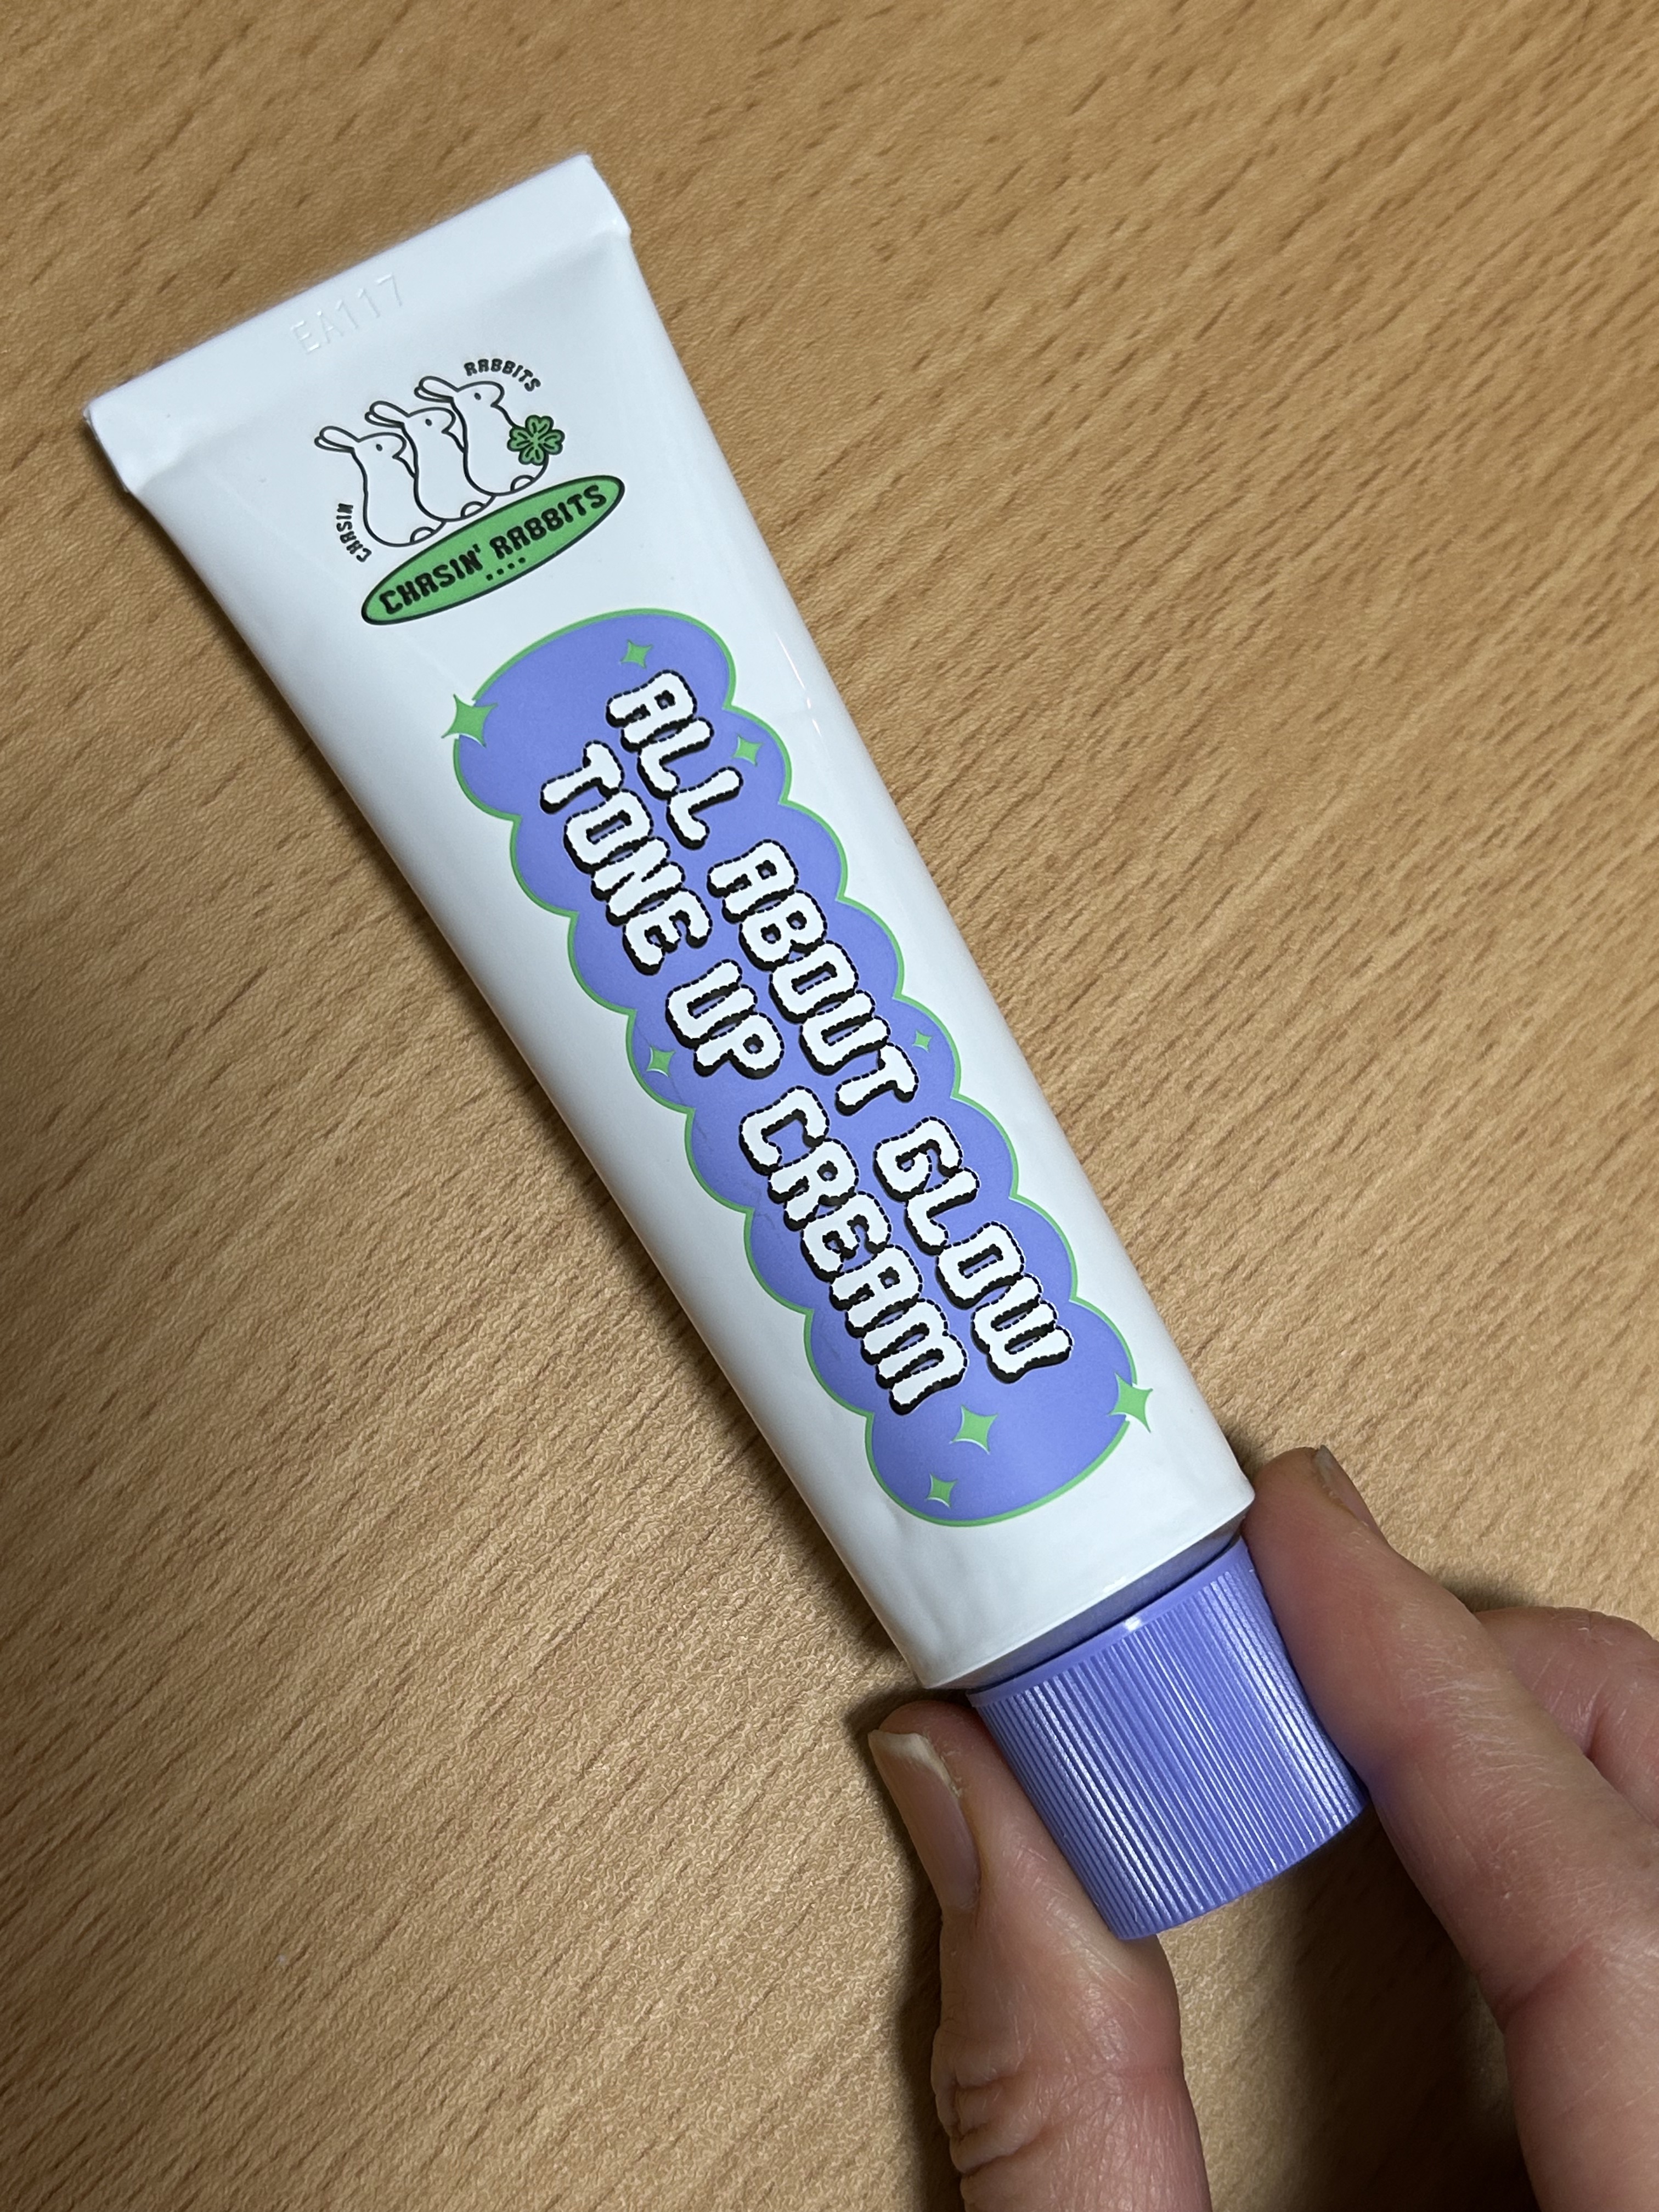 EA117
CHASIN' RABBITS
CHASIN' RABBITS
ALL ABOUT GLOW
TONE UP CREAM